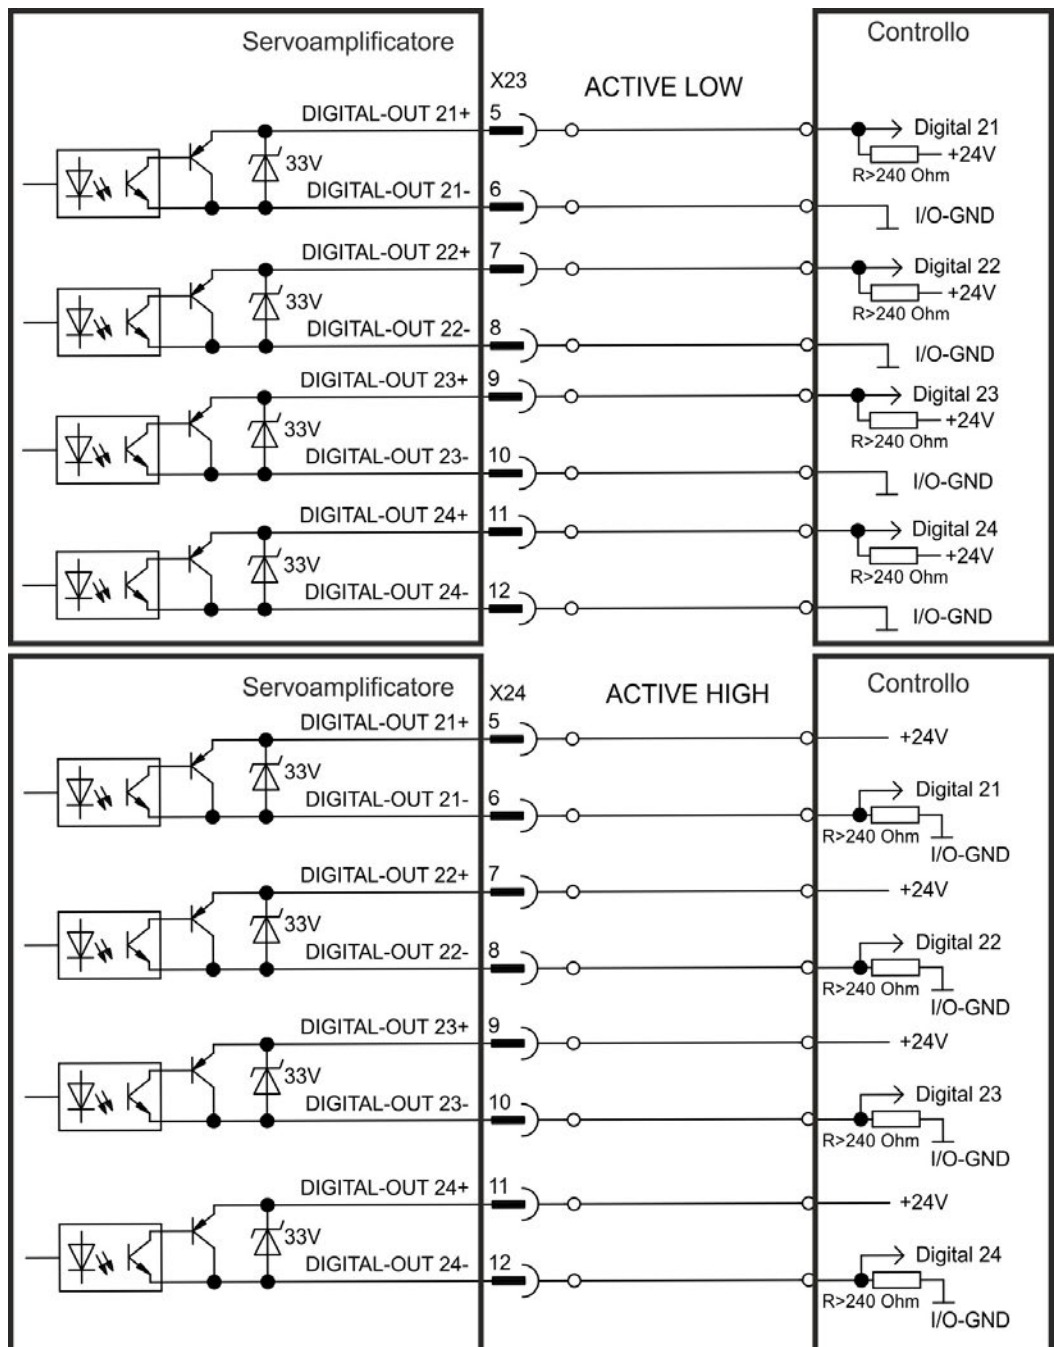 Servoamplificatore
Controllo
X23
ACTIVE LOW
DIGITAL-OUT 21+
5
Digital 21
33V
+24V
R>240 Ohm
DIGITAL-OUT 21-
6
I/O-GND
DIGITAL-OUT 22+
7
Digital 22
33V
+24V
R>240 Ohm
DIGITAL-OUT 22-
8
I/O-GND
DIGITAL-OUT 23+
9
Digital 23
33V
+24V
R>240 Ohm
DIGITAL-OUT 23-
10
I/O-GND
DIGITAL-OUT 24+
11
Digital 24
33V
+24V
R>240 Ohm
DIGITAL-OUT 24-
12
I/O-GND
Servoamplificatore
Controllo
X24
ACTIVE HIGH
DIGITAL-OUT 21+
5
+24V
33V
DIGITAL-OUT 21-
6
Digital 21
R>240 Ohm
I/O-GND
DIGITAL-OUT 22+
7
+24V
33V
DIGITAL-OUT 22-
8
Digital 22
R>240 Ohm
I/O-GND
DIGITAL-OUT 23+
9
+24V
33V
DIGITAL-OUT 23-
10
Digital 23
R>240 Ohm
I/O-GND
DIGITAL-OUT 24+
11
+24V
33V
DIGITAL-OUT 24-
12
Digital 24
R>240 Ohm
I/O-GND